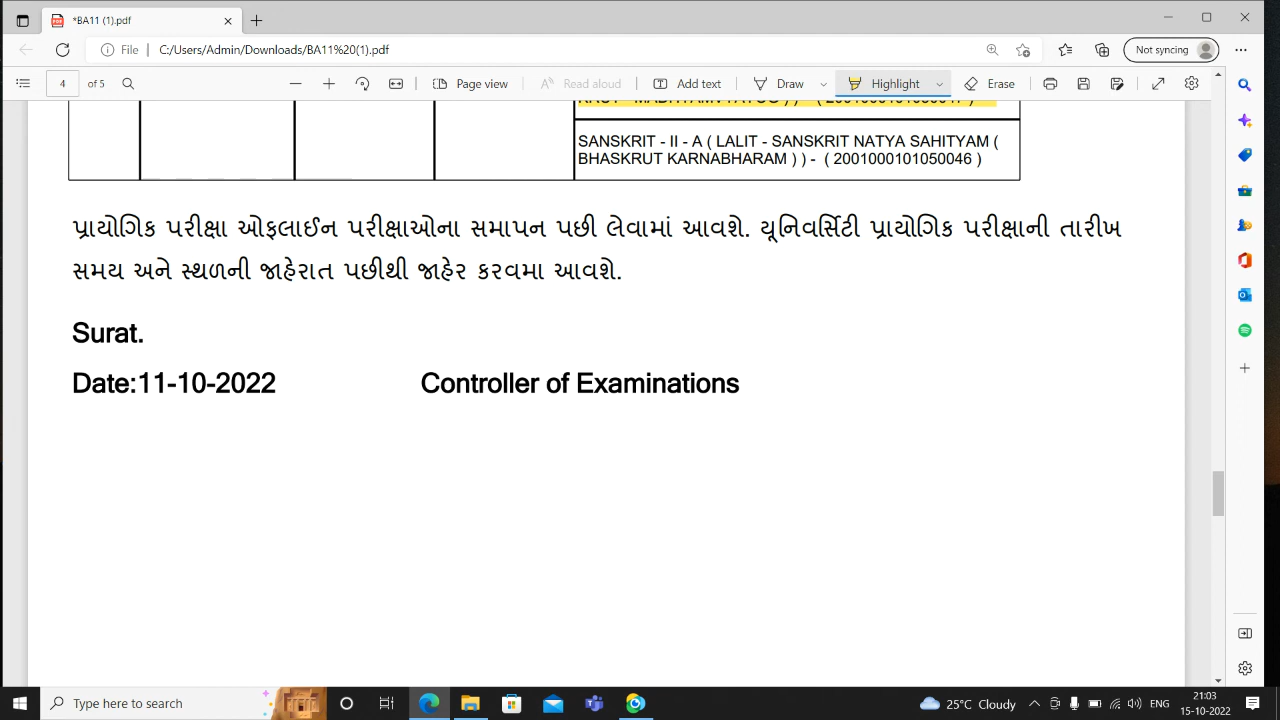 *BA11 (1).pdf
File
C:/Users/Admin/Downloads/BA11%20(1).pdf
Not syncing
4 of 5
Page view
Read aloud
Add text
Draw
Highlight
Erase
SANSKRIT - II - A ( LALIT - SANSKRIT NATYA SAHITYAM (
BHASKRUT KARNABHARAM ) ) - ( 2001000101050046 )
પ્રાયોગિક પરીક્ષા ઓફલાઈન પરીક્ષાઓના સમાપન પછી લેવામાં આવશે. યૂનિવર્સિટી પ્રાયોગિક પરીક્ષાની તારીખ
સમય અને સ્થળની જાહેરાત પછીથી જાહેર કરવમા આવશે.
Surat.
Date:11-10-2022 Controller of Examinations
Type here to search
25°C Cloudy
ENG
21:03
15-10-2022